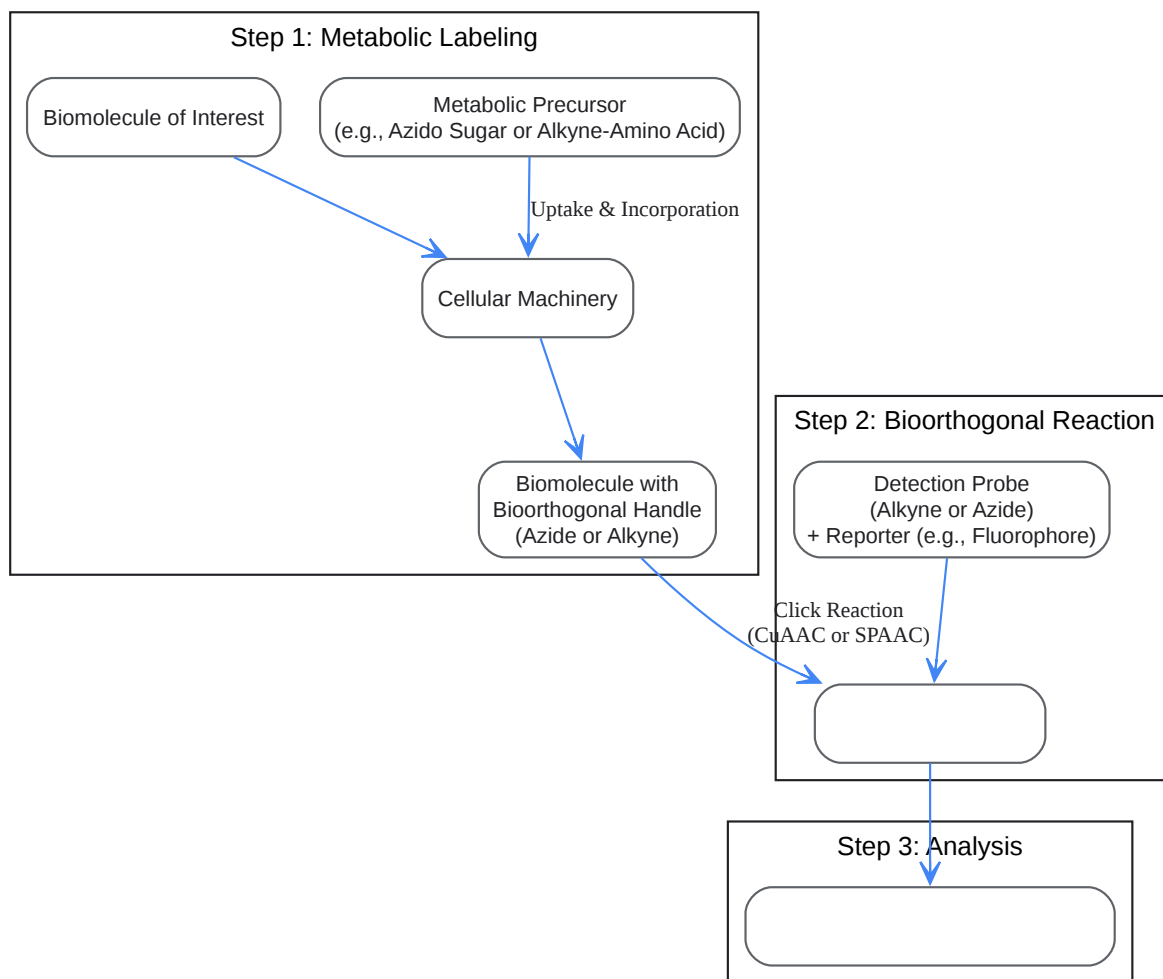 Step 1: Metabolic Labeling
Biomolecule of Interest
Metabolic Precursor
(e.g., Azido Sugar or Alkyne-Amino Acid)
Uptake & Incorporation
Cellular Machinery
Biomolecule with
Bioorthogonal Handle
(Azide or Alkyne)
Step 2: Bioorthogonal Reaction
Detection Probe
(Alkyne or Azide)
+ Reporter (e.g., Fluorophore)
Click Reaction
(CuAAC or SPAAC)
Step 3: Analysis